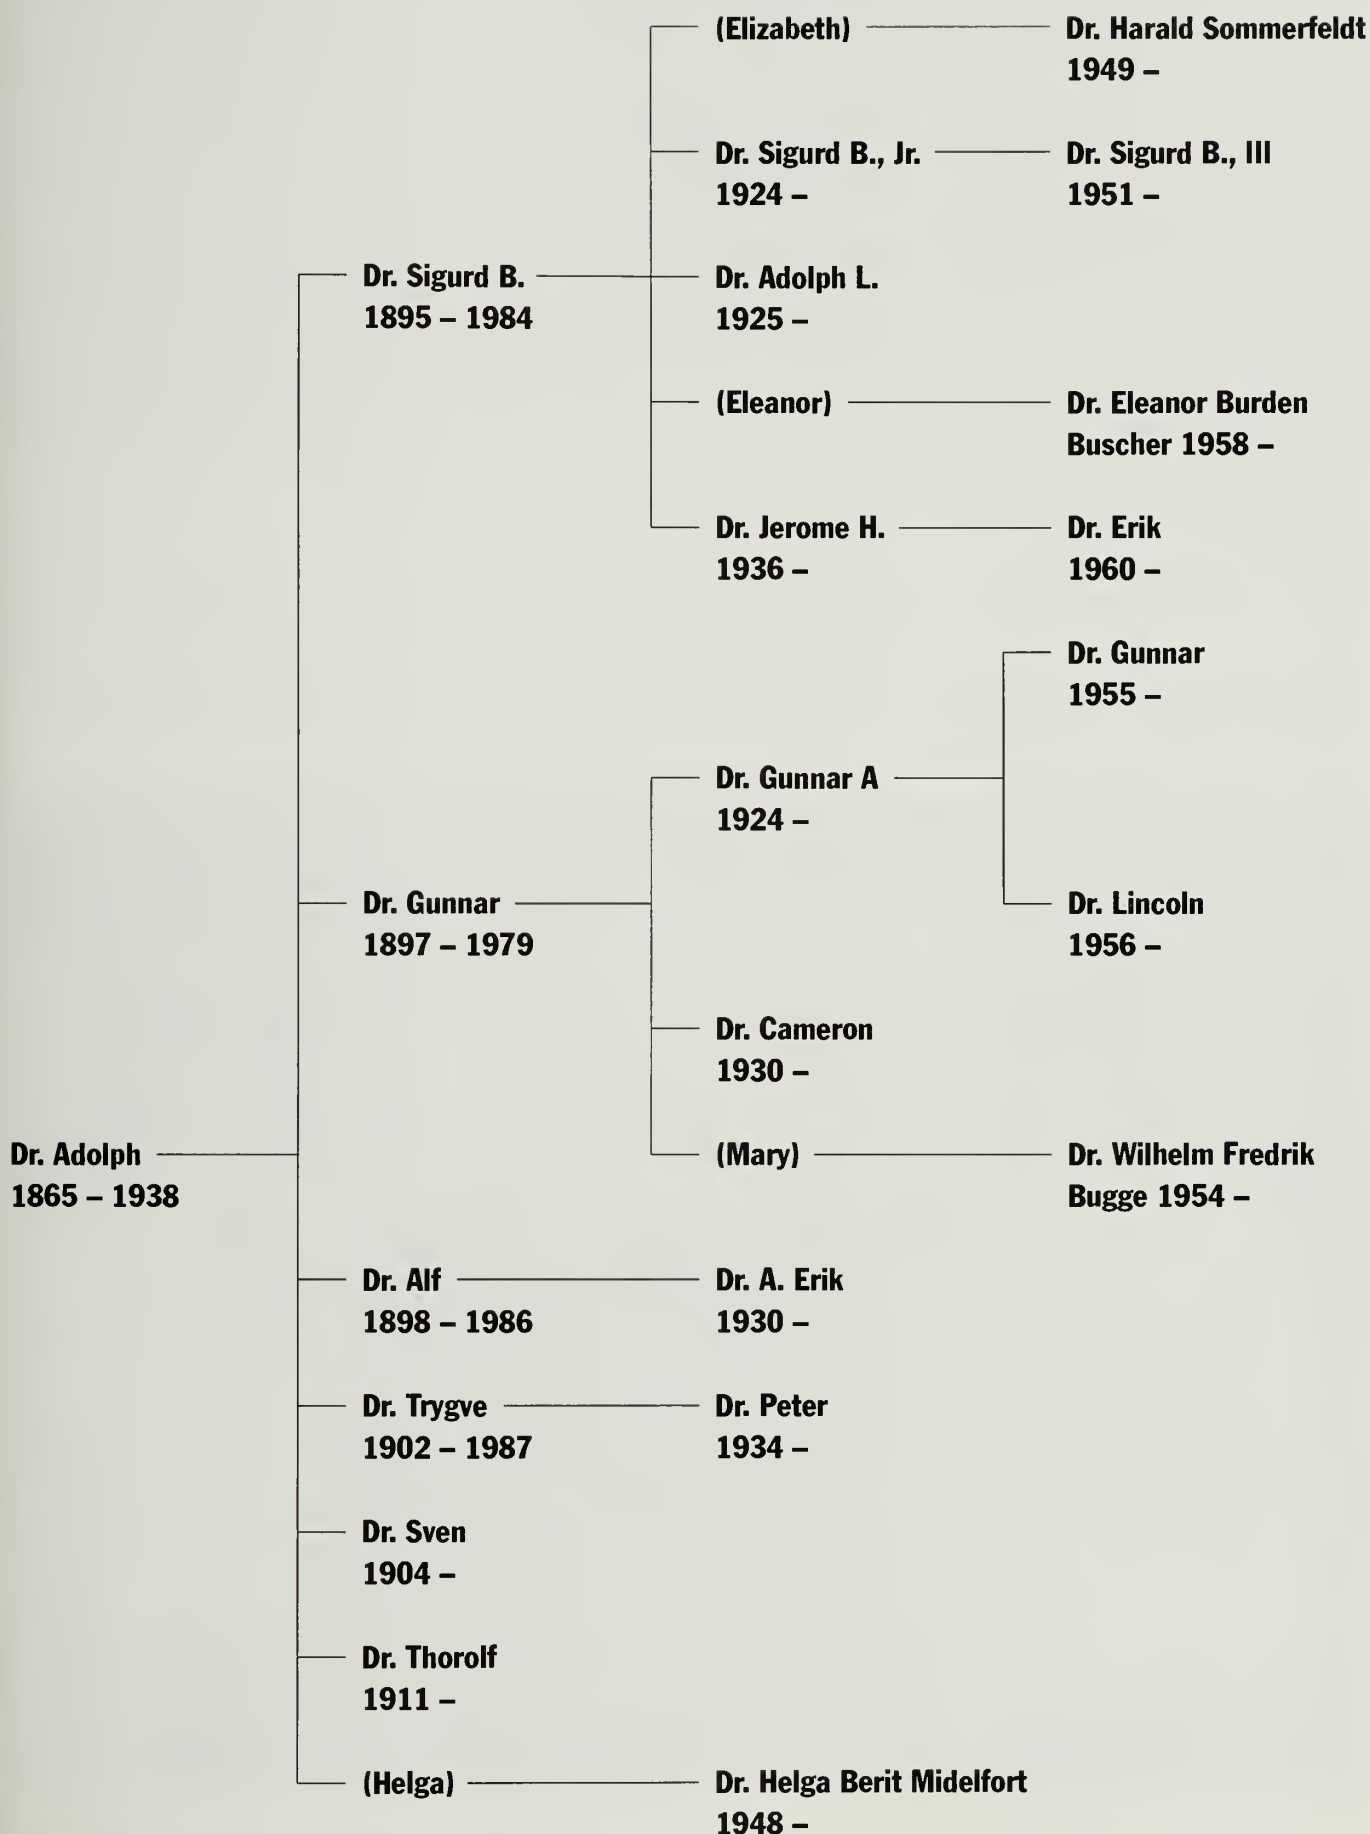 (Elizabeth)
Dr. Harald Sommerfeldt
1949 –
Dr. Sigurd B., Jr.
1924 –
Dr. Sigurd B., III
1951 –
Dr. Sigurd B.
1895 – 1984
Dr. Adolph L.
1925 –
(Eleanor)
Dr. Eleanor Burden
Buscher 1958 –
Dr. Jerome H.
1936 –
Dr. Erik
1960 –
Dr. Gunnar
1955 –
Dr. Gunnar A
1924 –
Dr. Gunnar
1897 – 1979
Dr. Lincoln
1956 –
Dr. Cameron
1930 –
Dr. Adolph
1865 – 1938
(Mary)
Dr. Wilhelm Fredrik
Bugge 1954 –
Dr. Alf
1898 – 1986
Dr. A. Erik
1930 –
Dr. Trygve
1902 – 1987
Dr. Peter
1934 –
Dr. Sven
1904 –
Dr. Thorolf
1911 –
(Helga)
Dr. Helga Berit Midelfort
1948 –